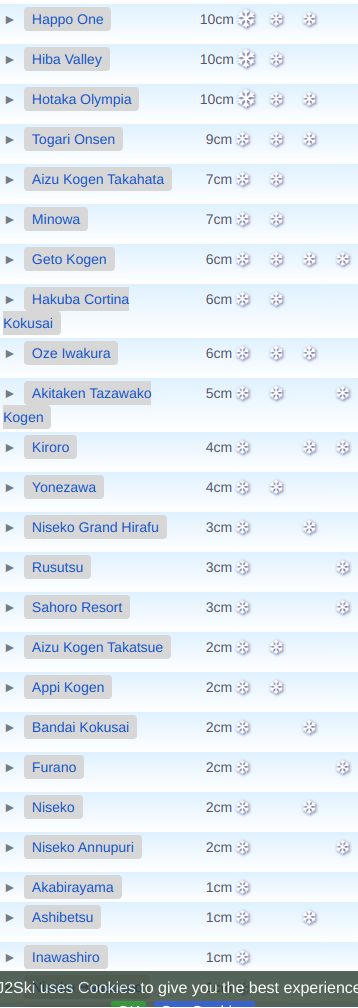 ► Happo One 10cm
► Hiba Valley 10cm
► Hotaka Olympia 10cm
► Togari Onsen 9cm
► Aizu Kogen Takahata 7cm
► Minowa 7cm
► Geto Kogen 6cm
► Hakuba Cortina 6cm
Kokusai
► Oze Iwakura 6cm
► Akitaken Tazawako 5cm
Kogen
► Kiroro 4cm
► Yonezawa 4cm
► Niseko Grand Hirafu 3cm
► Rusutsu 3cm
► Sahoro Resort 3cm
► Aizu Kogen Takatsue 2cm
► Appi Kogen 2cm
► Bandai Kokusai 2cm
► Furano 2cm
► Niseko 2cm
► Niseko Annupuri 2cm
► Akabirayama 1cm
► Ashibetsu 1cm
► Inawashiro 1cm
J2Ski uses Cookies to give you the best experience